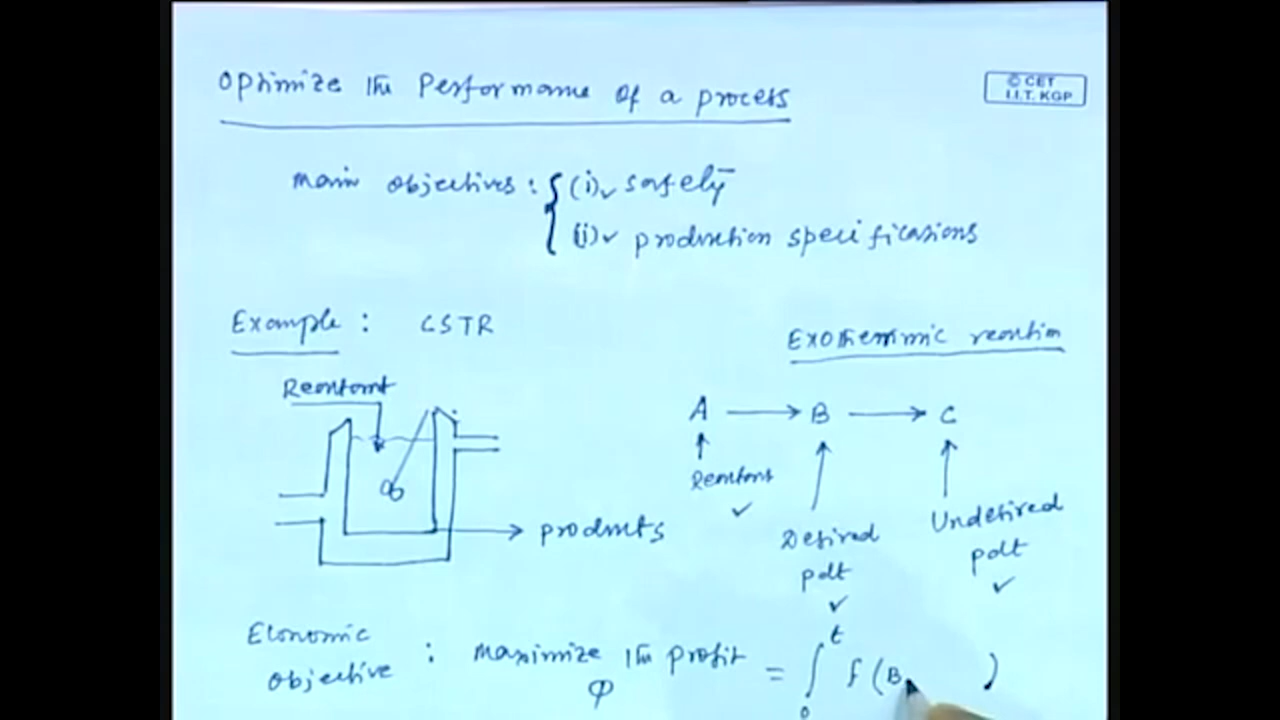 Optimize the Performance of a process
© CET
I.I.T. KGP
main objectives : (i) safety
(ii) production specifications
Example : CSTR
Exothermic reaction
Reactant
A → B → C
Reactant
products
Desired
pdt
Undesired
pdt
Economic
objective : Maximize the profit = ∫₀ᵗ f(B, )
φ